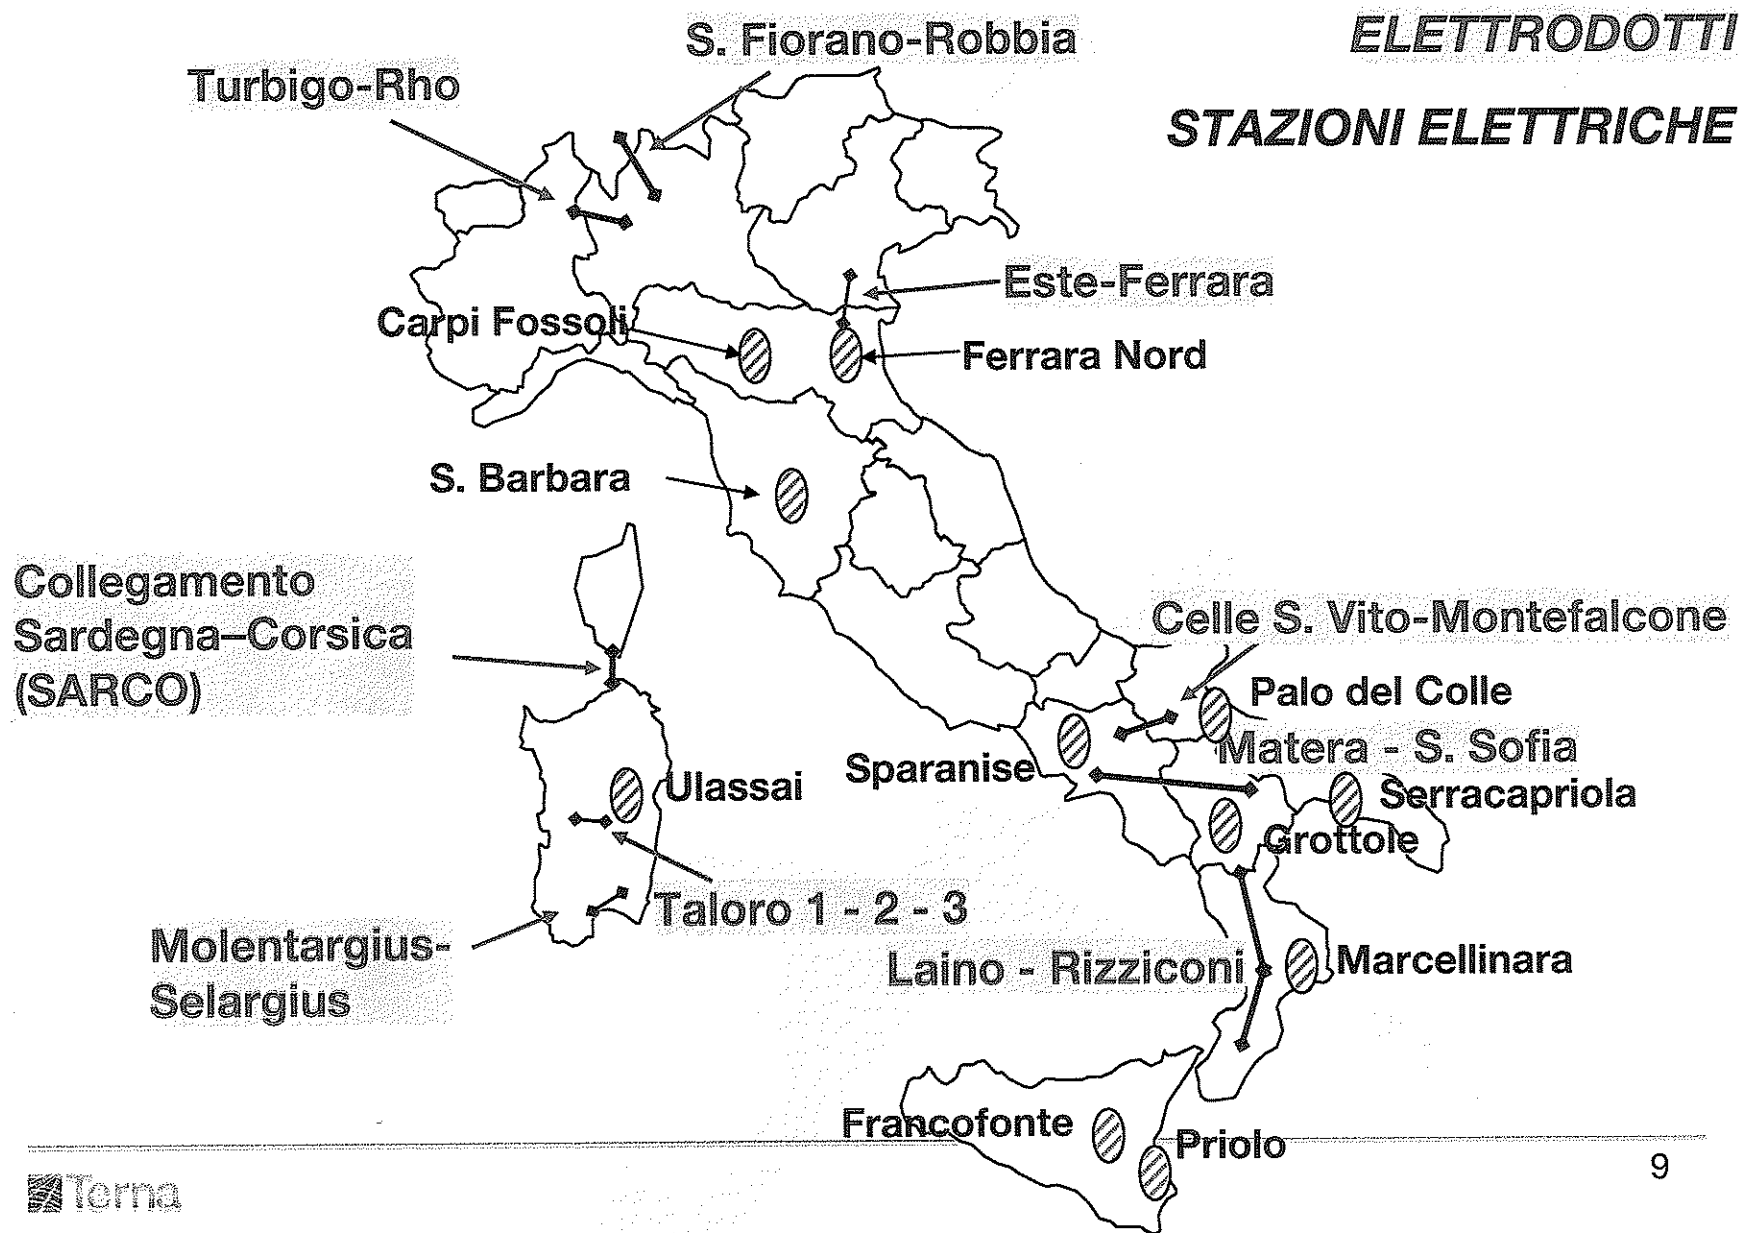 S. Fiorano-Robbia
ELETTRODOTTI
Turbigo-Rho
STAZIONI ELETTRICHE
Este-Ferrara
Carpi Fossoli
Ferrara Nord
S. Barbara
Collegamento
Sardegna–Corsica
(SARCO)
Celle S. Vito-Montefalcone
Palo del Colle
Matera - S. Sofia
Sparanise
Ulassai
Serracapriola
Grottole
Taloro 1 - 2 - 3
Molentargius-
Selargius
Laino - Rizziconi
Marcellinara
Francofonte
Priolo
9
Terna